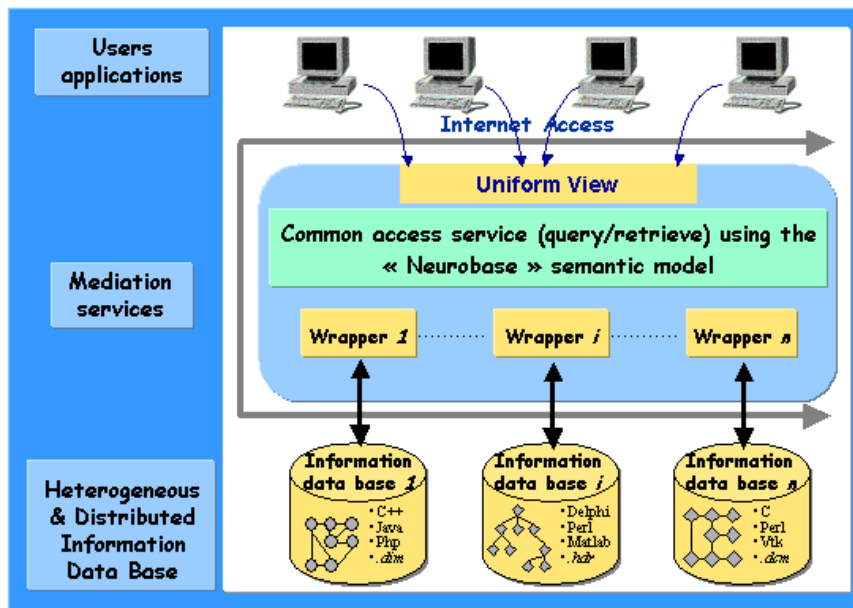 Users
applications
Internet Access
Uniform View
Common access service (query/retrieve) using the
« Neurobase » semantic model
Mediation
services
Wrapper 1
Wrapper i
Wrapper n
Heterogeneous
& Distributed
Information
Data Base
Information
data base 1
• C++
• Java
• Php
• .dim
Information
data base i
• Delphi
• Perl
• Matlab
• .hdr
Information
data base n
• C
• Perl
• Vtk
• .dcm